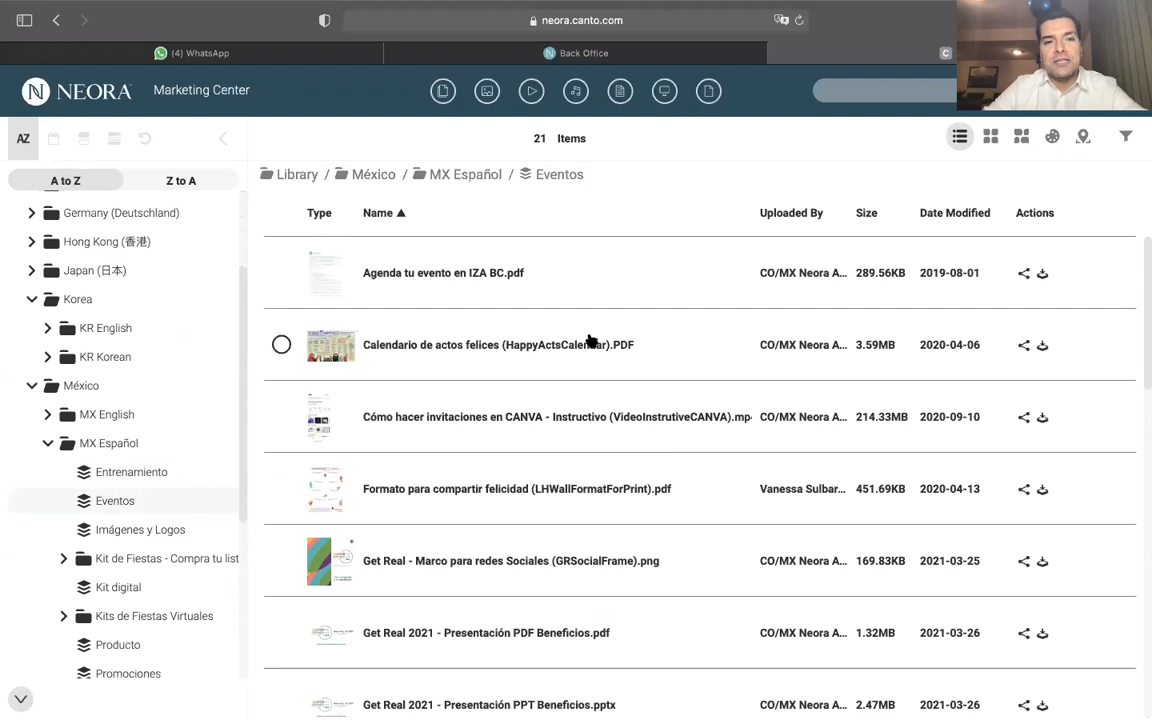 neora.canto.com
(4) WhatsApp
Back Office
C
N NEORA Marketing Center
AZ
21 Items
A to Z
Z to A
Library / México / MX Español / Eventos
Type Name Uploaded By Size Date Modified Actions
Germany (Deutschland)
Hong Kong (香港)
Japan (日本)
Korea
KR English
KR Korean
México
MX English
MX Español
Entrenamiento
Eventos
Imágenes y Logos
Kit de Fiestas - Compra tu list
Kit digital
Kits de Fiestas Virtuales
Producto
Promociones
Agenda tu evento en IZA BC.pdf CO/MX Neora A... 289.56KB 2019-08-01
Calendario de actos felices (HappyActsCalendar).PDF CO/MX Neora A... 3.59MB 2020-04-06
Cómo hacer invitaciones en CANVA - Instructivo (VideoInstrutiveCANVA).mp CO/MX Neora A... 214.33MB 2020-09-10
Formato para compartir felicidad (LHWallFormatForPrint).pdf Vanessa Sulbar... 451.69KB 2020-04-13
Get Real - Marco para redes Sociales (GRSocialFrame).png CO/MX Neora A... 169.83KB 2021-03-25
Get Real 2021 - Presentación PDF Beneficios.pdf CO/MX Neora A... 1.32MB 2021-03-26
Get Real 2021 - Presentación PPT Beneficios.pptx CO/MX Neora A... 2.47MB 2021-03-26